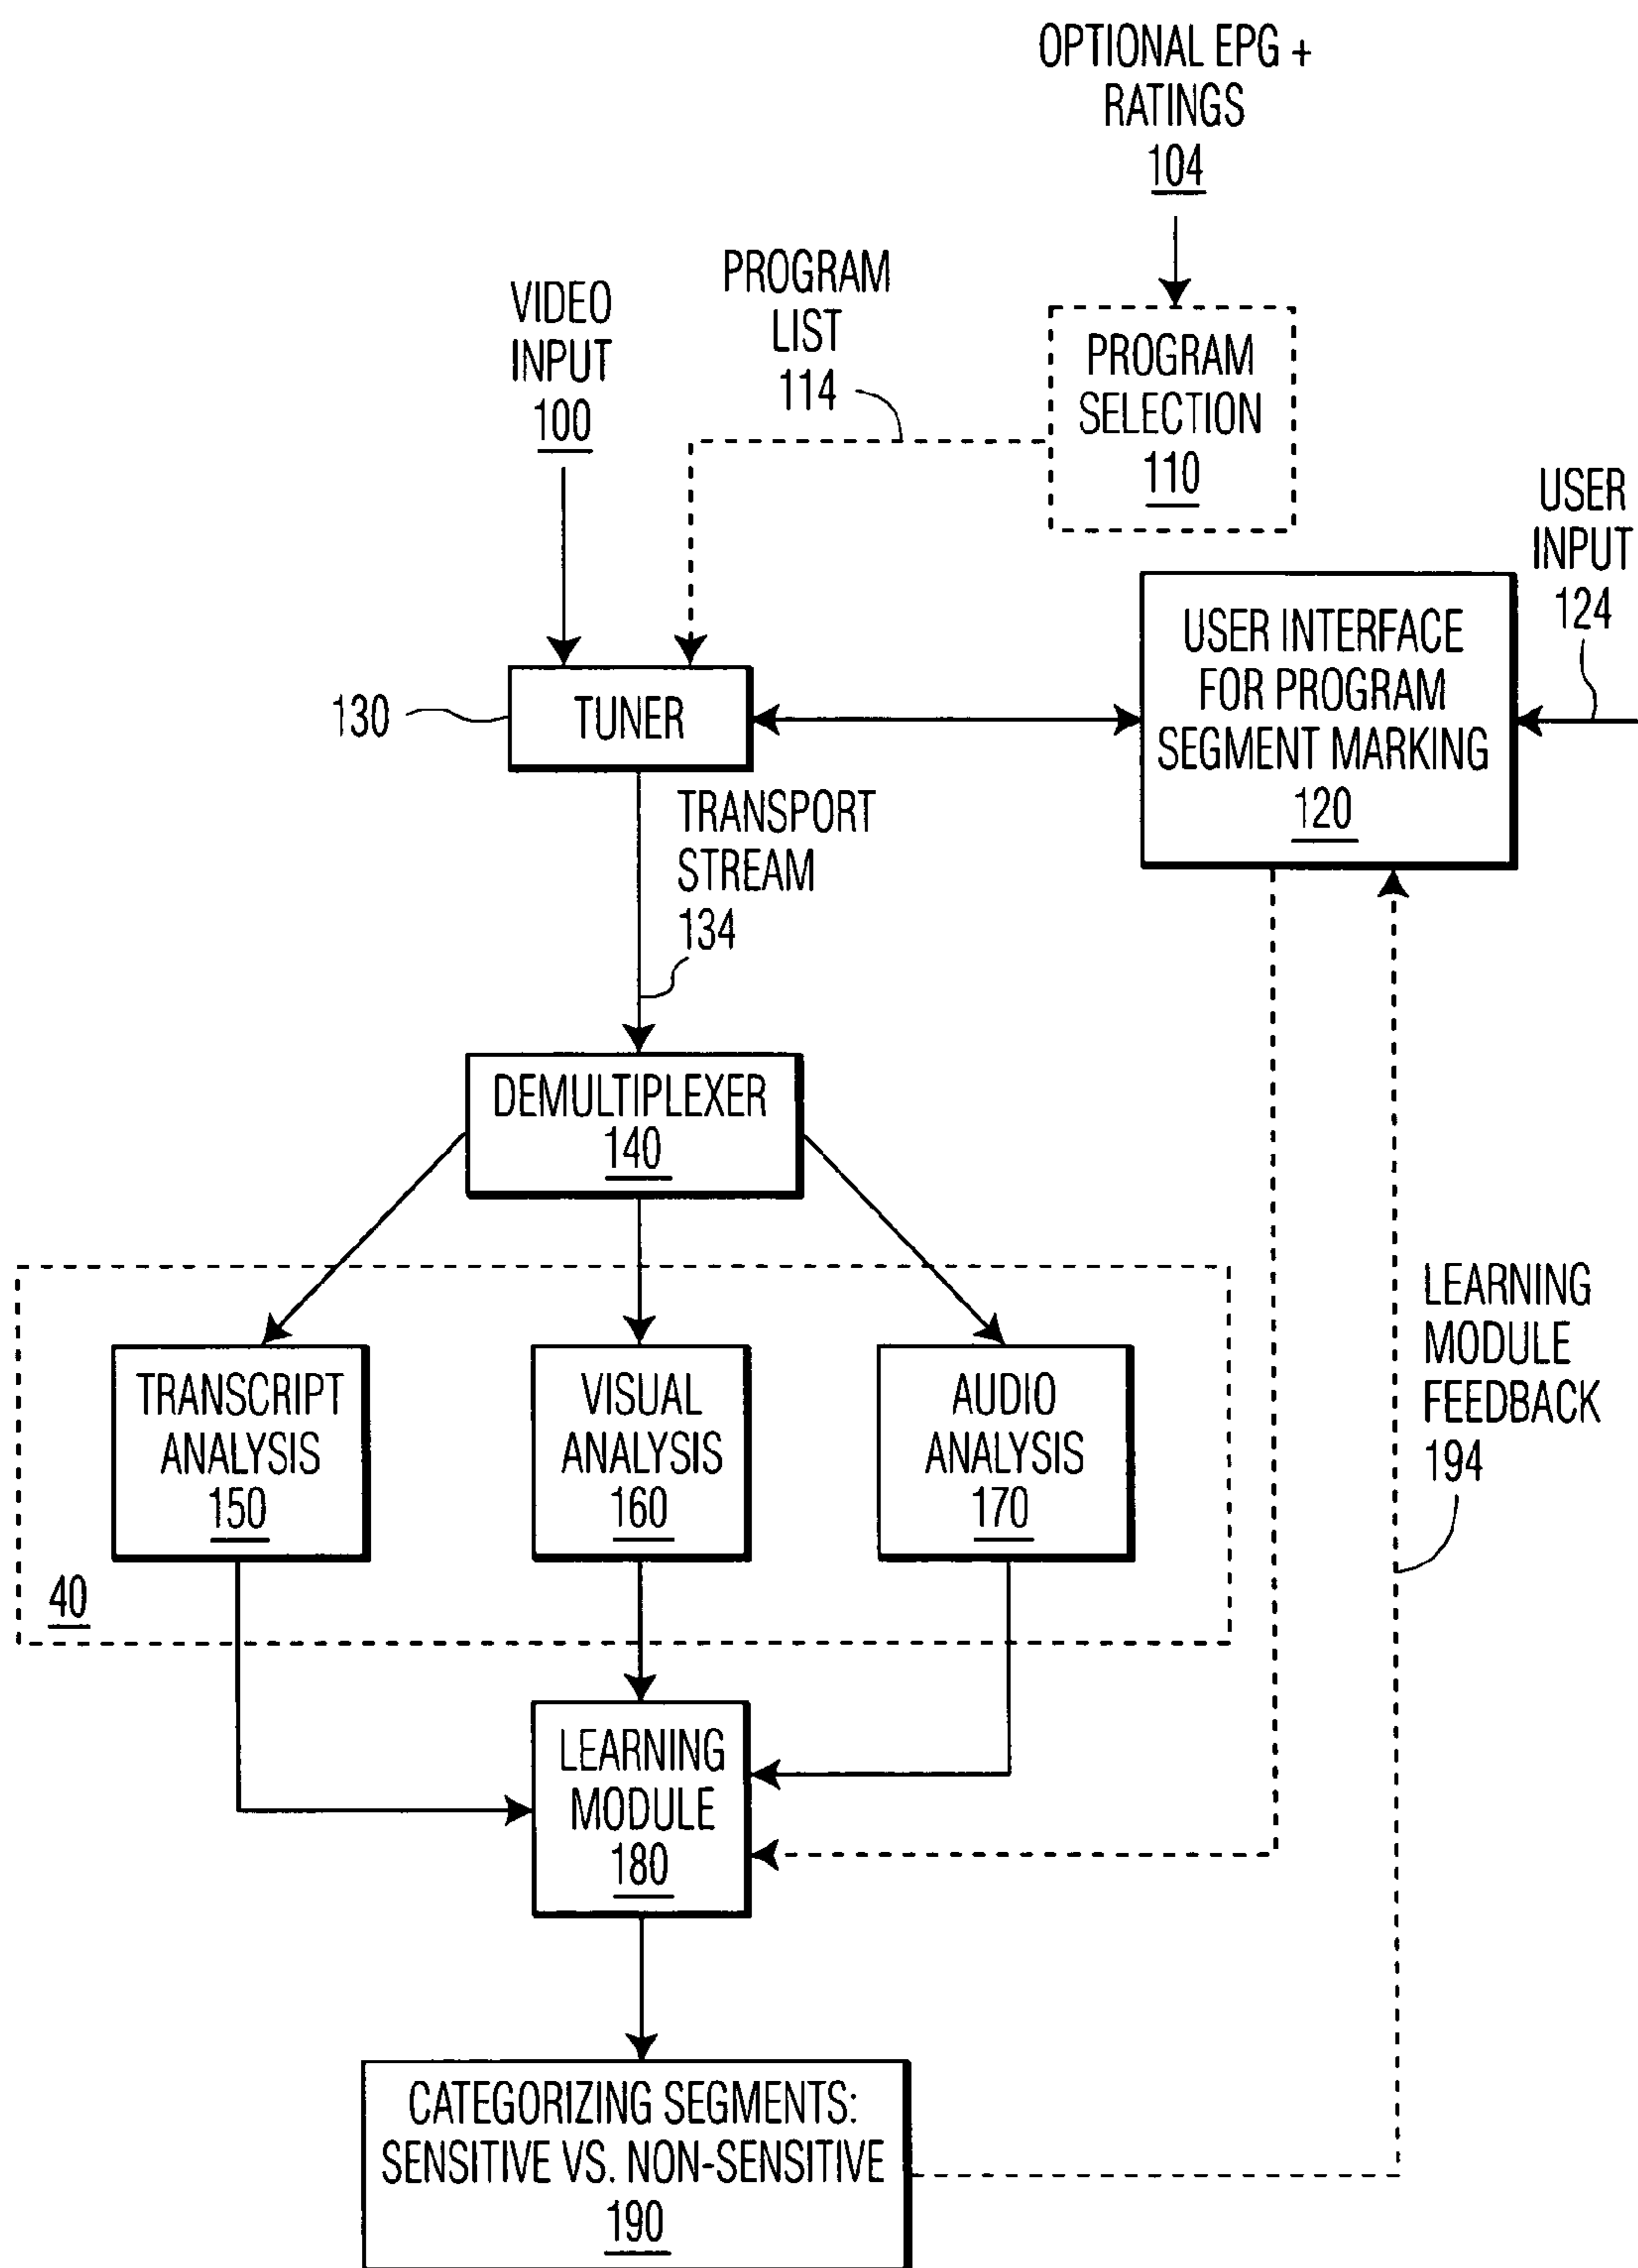 OPTIONAL EPG +
RATINGS
104
PROGRAM
LIST
114
VIDEO
INPUT
100
PROGRAM
SELECTION
110
USER
INPUT
124
USER INTERFACE
FOR PROGRAM
SEGMENT MARKING
120
130
TUNER
TRANSPORT
STREAM
134
DEMULTIPLEXER
140
TRANSCRIPT
ANALYSIS
150
VISUAL
ANALYSIS
160
AUDIO
ANALYSIS
170
40
LEARNING
MODULE
FEEDBACK
194
LEARNING
MODULE
180
CATEGORIZING SEGMENTS:
SENSITIVE VS. NON-SENSITIVE
190